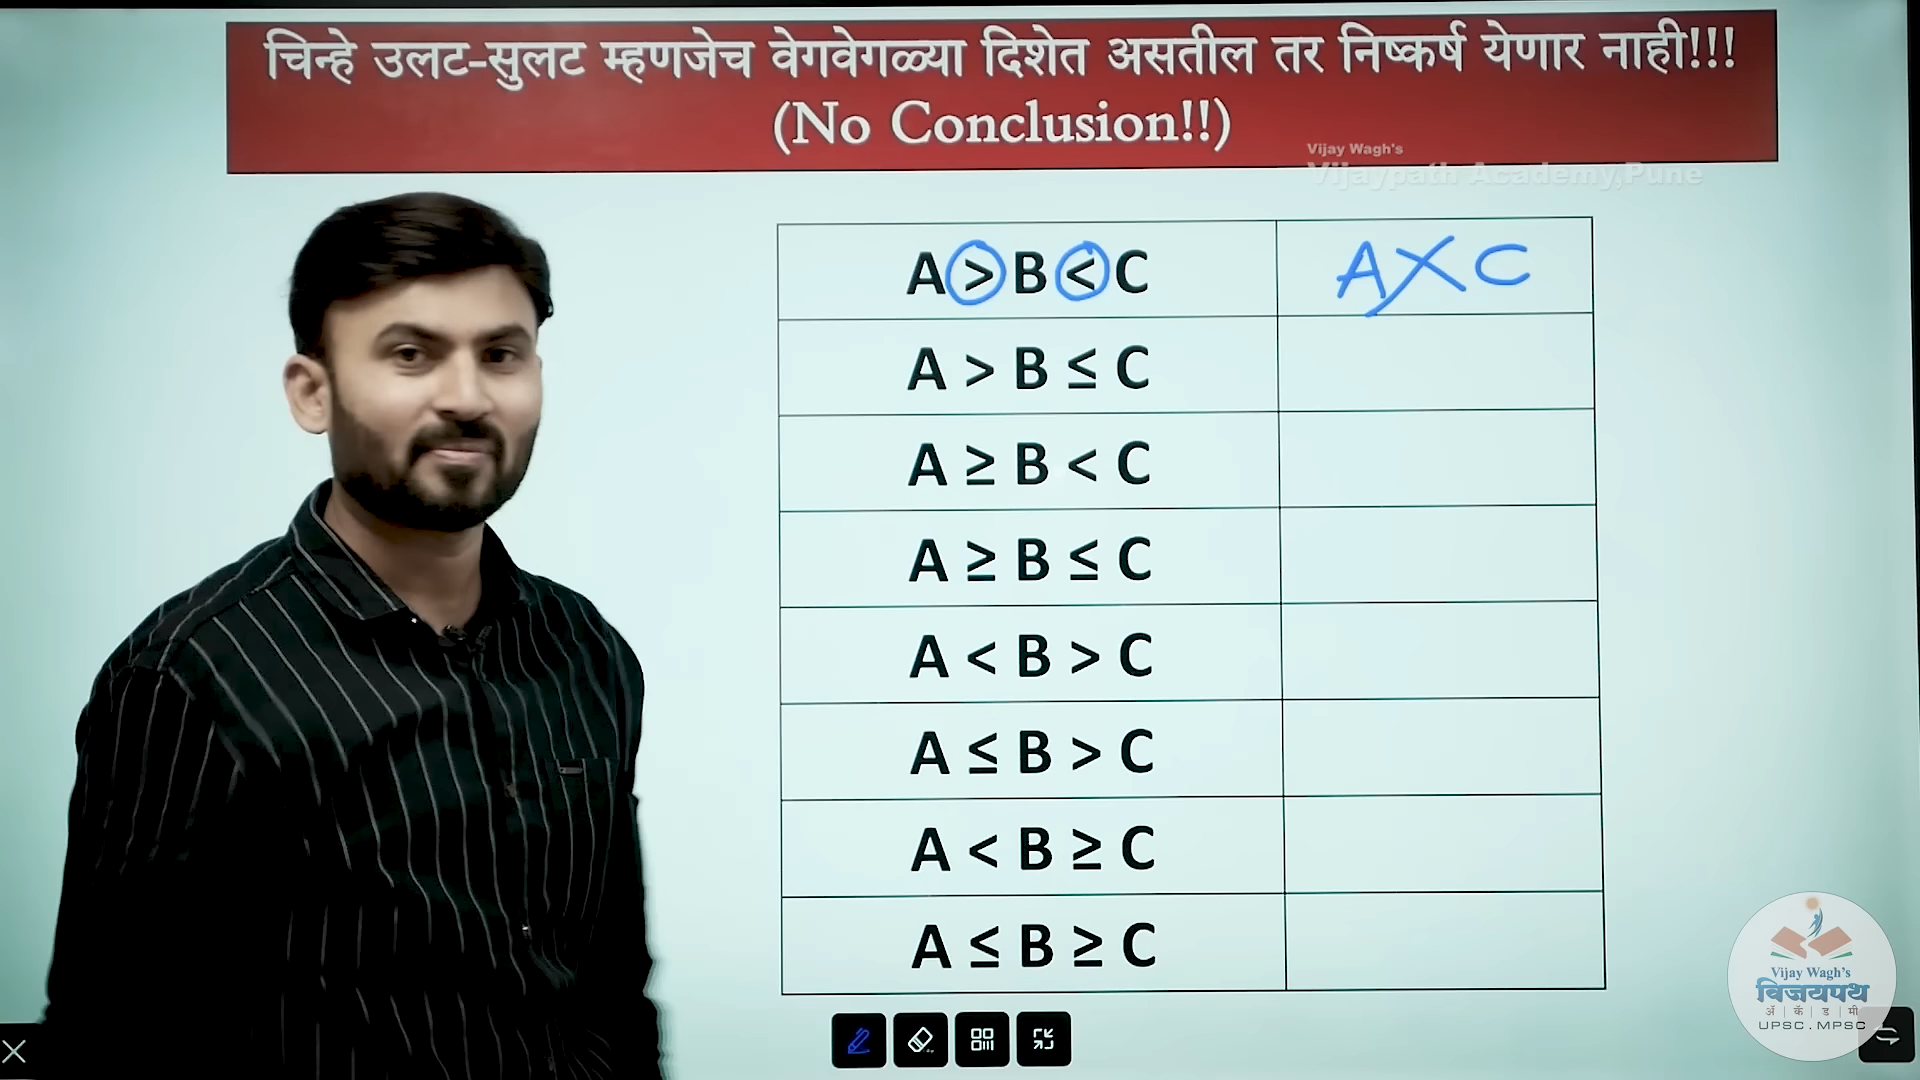 चिन्हे उलट-सुलट म्हणजेच वेगवेगळ्या दिशेत असतील तर निष्कर्ष येणार नाही!!!
(No Conclusion!!)
Vijay Wagh's
Vijaypath Academy,Pune
A > B < C
A X C
A > B ≤ C
A ≥ B < C
A ≥ B ≤ C
A < B > C
A ≤ B > C
A < B ≥ C
A ≤ B ≥ C
Vijay Wagh's
विजयपथ
अ‍ॅ | कॅ | ड | मी
UPSC . MPSC